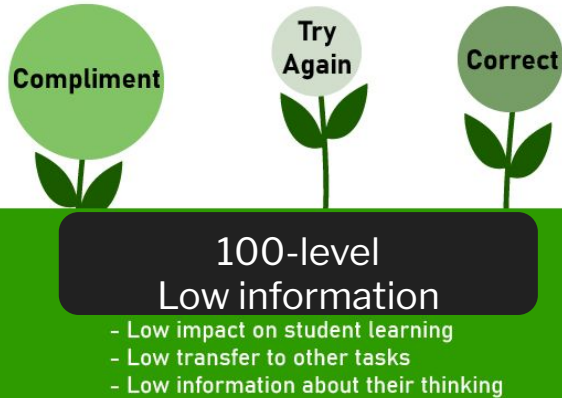 Compliment
Try
Again
Correct
100-level
Low information
- Low impact on student learning
- Low transfer to other tasks
- Low information about their thinking